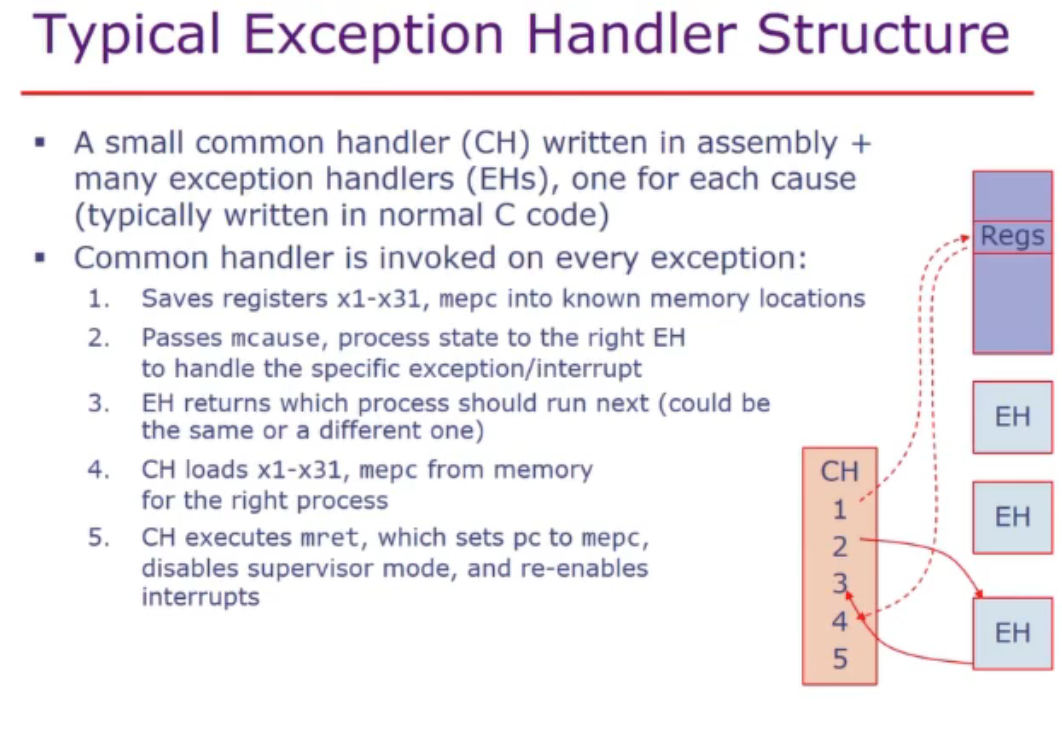 Typical Exception Handler Structure
▪ A small common handler (CH) written in assembly +
many exception handlers (EHs), one for each cause
(typically written in normal C code)
▪ Common handler is invoked on every exception:
1. Saves registers x1-x31, mepc into known memory locations
2. Passes mcause, process state to the right EH
to handle the specific exception/interrupt
3. EH returns which process should run next (could be
the same or a different one)
4. CH loads x1-x31, mepc from memory
for the right process
5. CH executes mret, which sets pc to mepc,
disables supervisor mode, and re-enables
interrupts
Regs
EH
EH
EH
CH
1
2
3
4
5